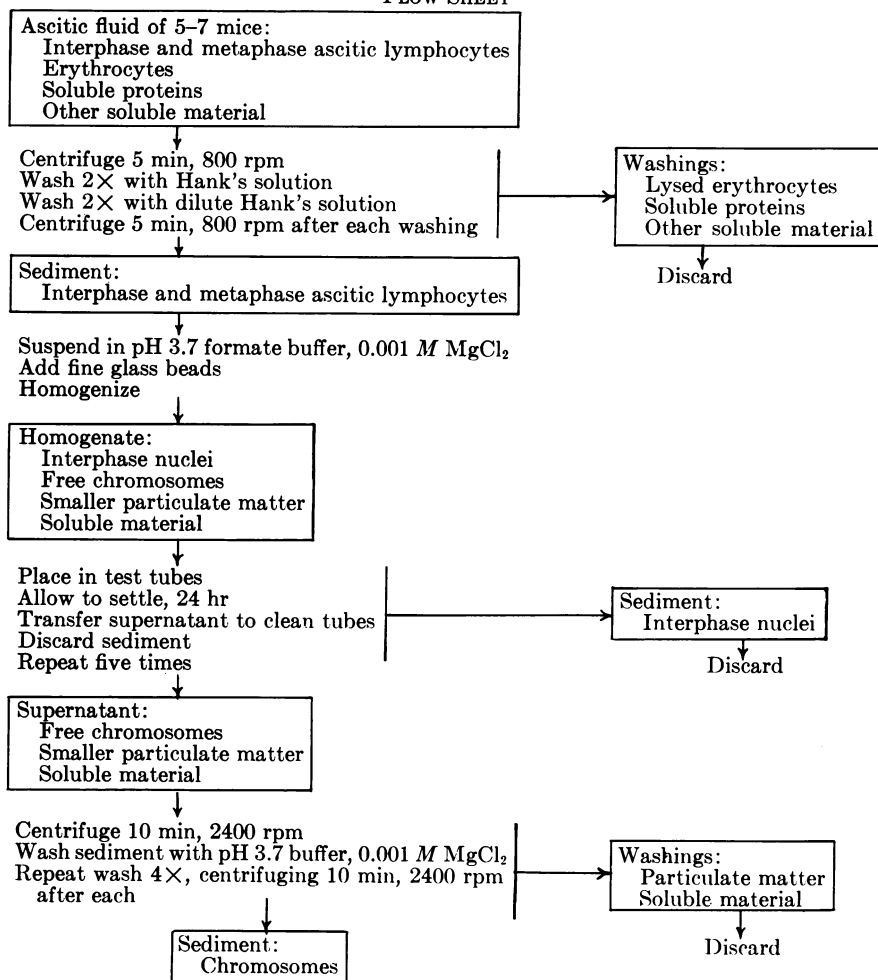 FLOW SHEET
Ascitic fluid of 5–7 mice:
Interphase and metaphase ascitic lymphocytes
Erythrocytes
Soluble proteins
Other soluble material
Centrifuge 5 min, 800 rpm
Wash 2× with Hank's solution
Wash 2× with dilute Hank's solution
Centrifuge 5 min, 800 rpm after each washing
Washings:
Lysed erythrocytes
Soluble proteins
Other soluble material
Discard
Sediment:
Interphase and metaphase ascitic lymphocytes
Suspend in pH 3.7 formate buffer, 0.001 M MgCl₂
Add fine glass beads
Homogenize
Homogenate:
Interphase nuclei
Free chromosomes
Smaller particulate matter
Soluble material
Place in test tubes
Allow to settle, 24 hr
Transfer supernatant to clean tubes
Discard sediment
Repeat five times
Sediment:
Interphase nuclei
Discard
Supernatant:
Free chromosomes
Smaller particulate matter
Soluble material
Centrifuge 10 min, 2400 rpm
Wash sediment with pH 3.7 buffer, 0.001 M MgCl₂
Repeat wash 4×, centrifuging 10 min, 2400 rpm
after each
Washings:
Particulate matter
Soluble material
Discard
Sediment:
Chromosomes